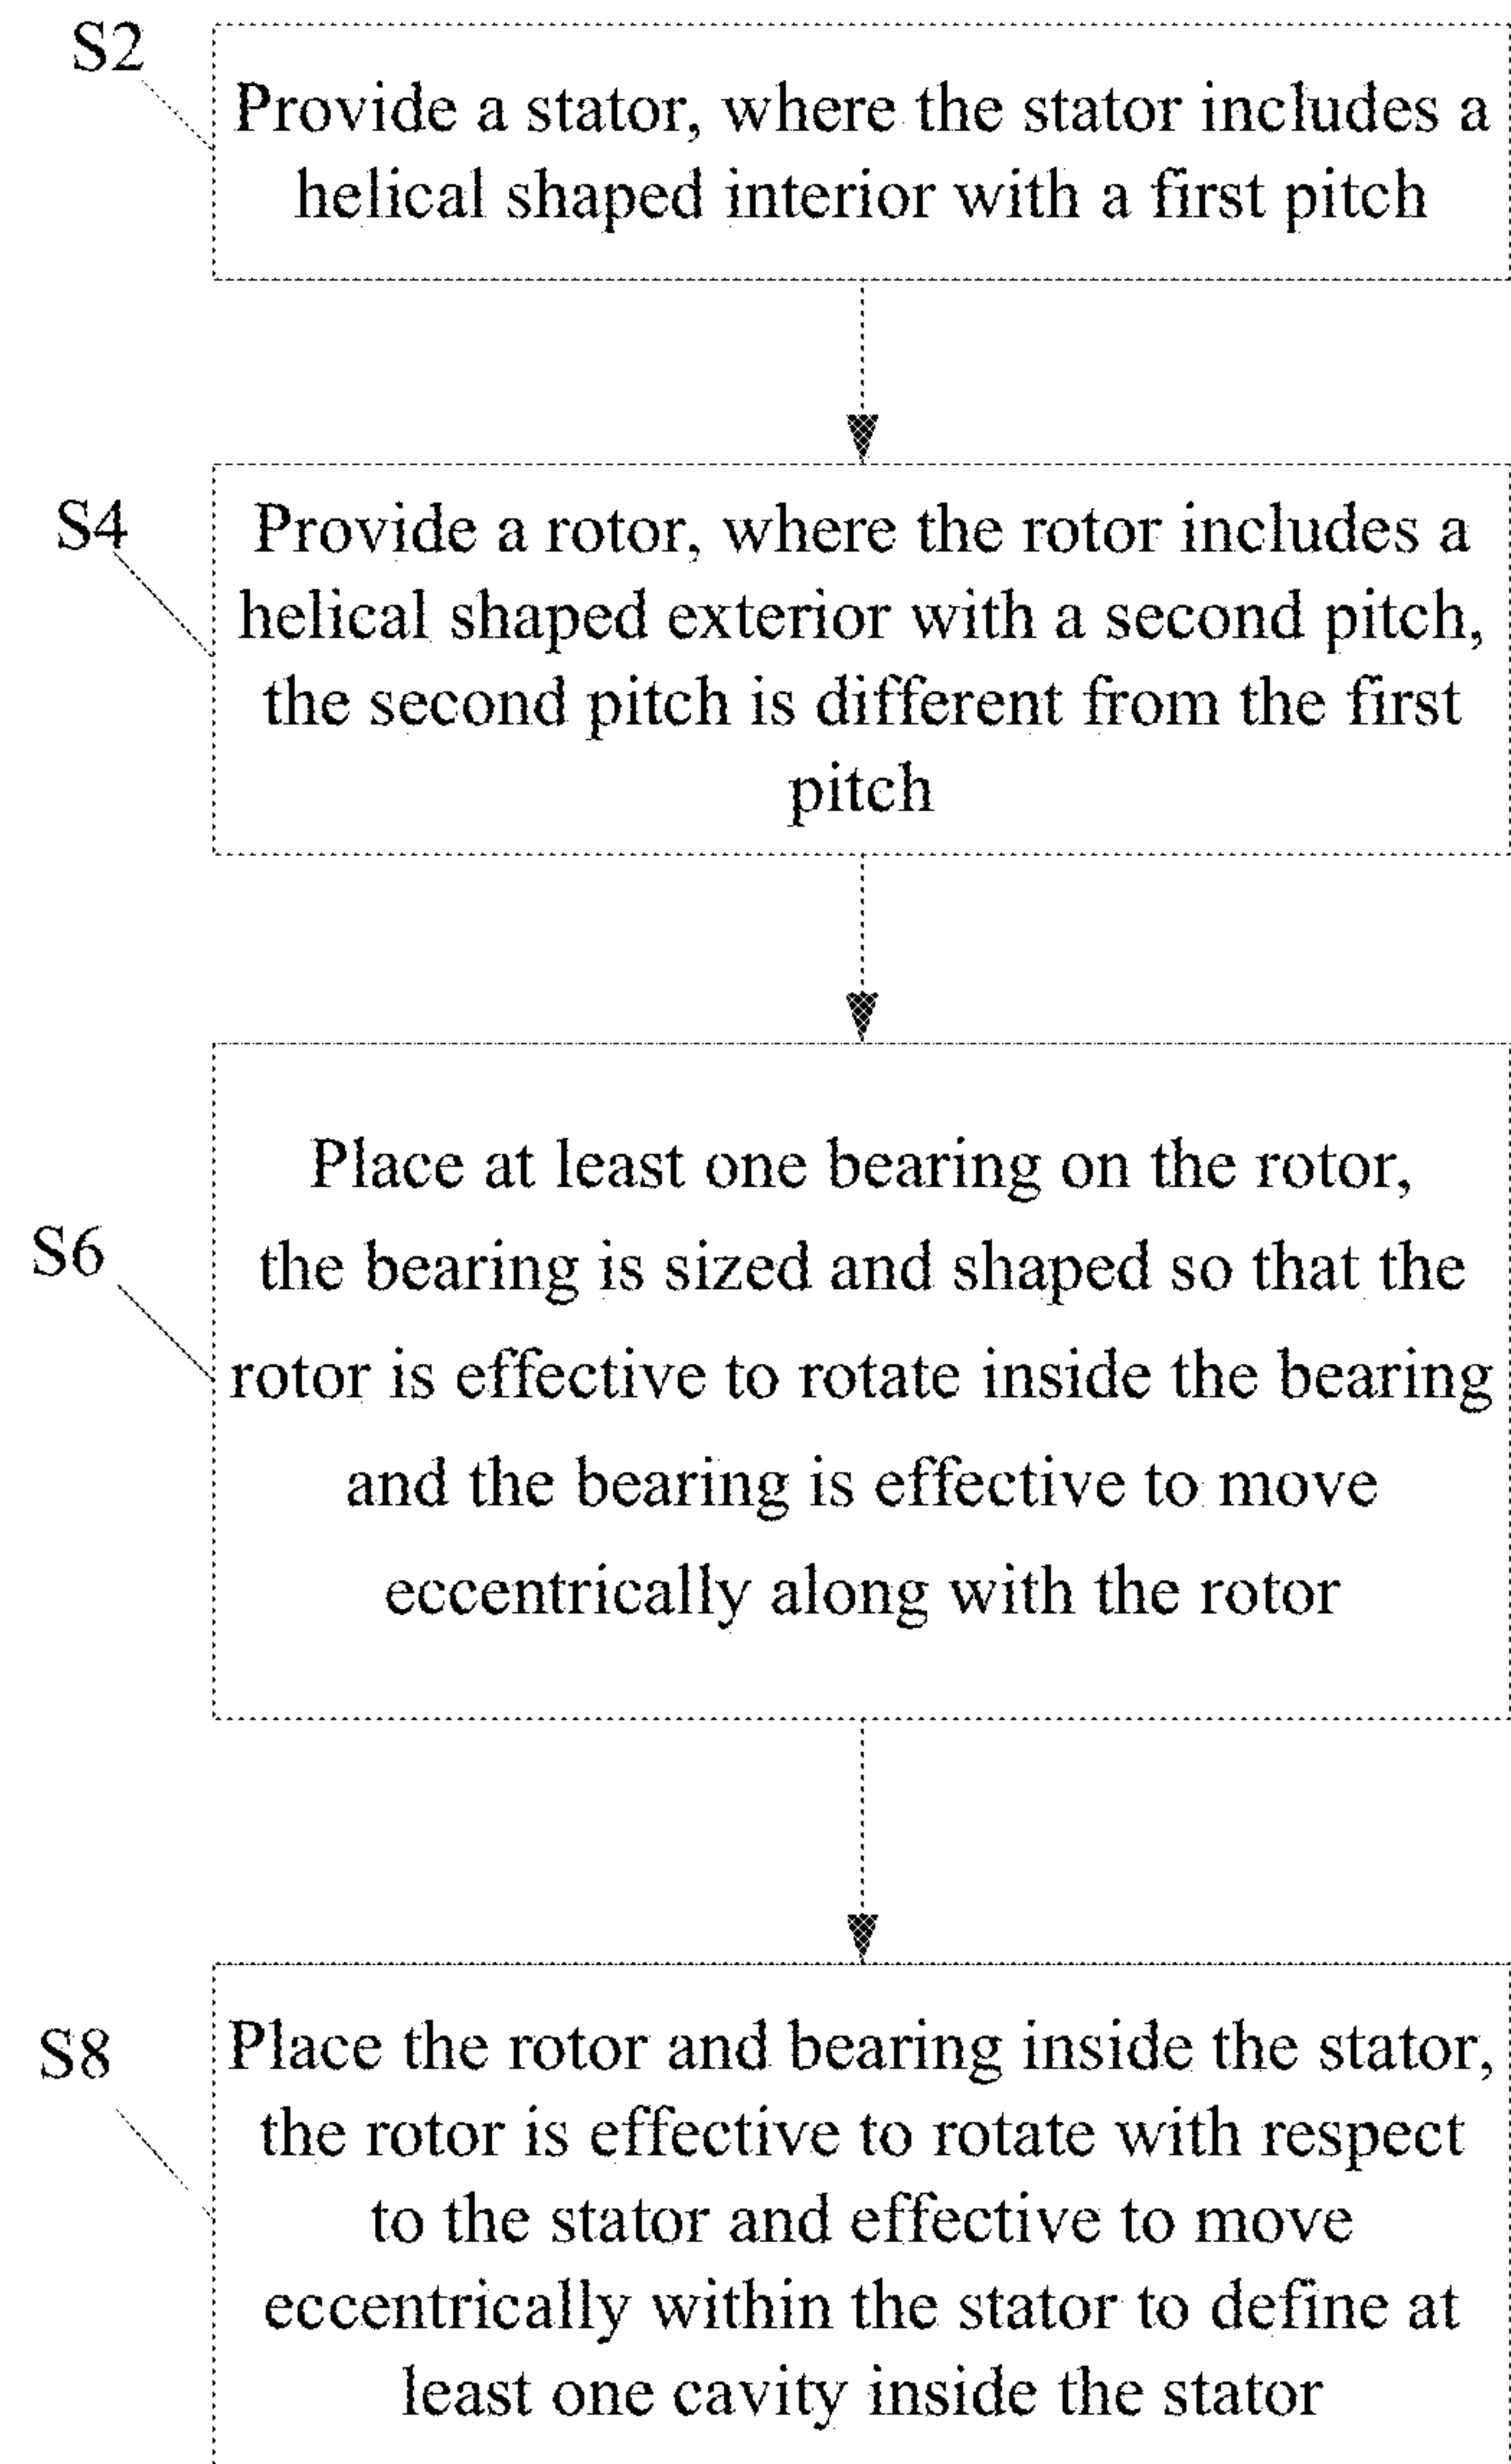 S2
Provide a stator, where the stator includes a
helical shaped interior with a first pitch
S4
Provide a rotor, where the rotor includes a
helical shaped exterior with a second pitch,
the second pitch is different from the first
pitch
S6
Place at least one bearing on the rotor,
the bearing is sized and shaped so that the
rotor is effective to rotate inside the bearing
and the bearing is effective to move
eccentrically along with the rotor
S8
Place the rotor and bearing inside the stator,
the rotor is effective to rotate with respect
to the stator and effective to move
eccentrically within the stator to define at
least one cavity inside the stator